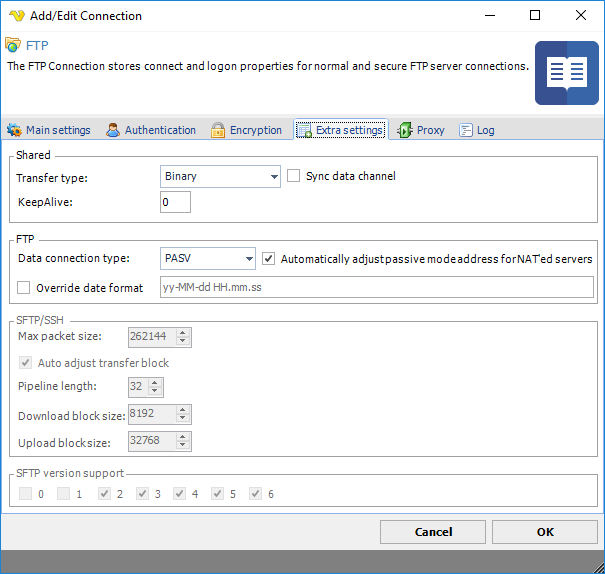 Add/Edit Connection
FTP
The FTP Connection stores connect and logon properties for normal and secure FTP server connections.
Main settings Authentication Encryption Extra settings Proxy Log
Shared
Transfer type: Binary Sync data channel
KeepAlive: 0
FTP
Data connection type: PASV Automatically adjust passive mode address for NAT'ed servers
Override date format yy-MM-dd HH.mm.ss
SFTP/SSH
Max packet size: 262144
Auto adjust transfer block
Pipeline length: 32
Download block size: 8192
Upload block size: 32768
SFTP version support
0 1 2 3 4 5 6
Cancel OK